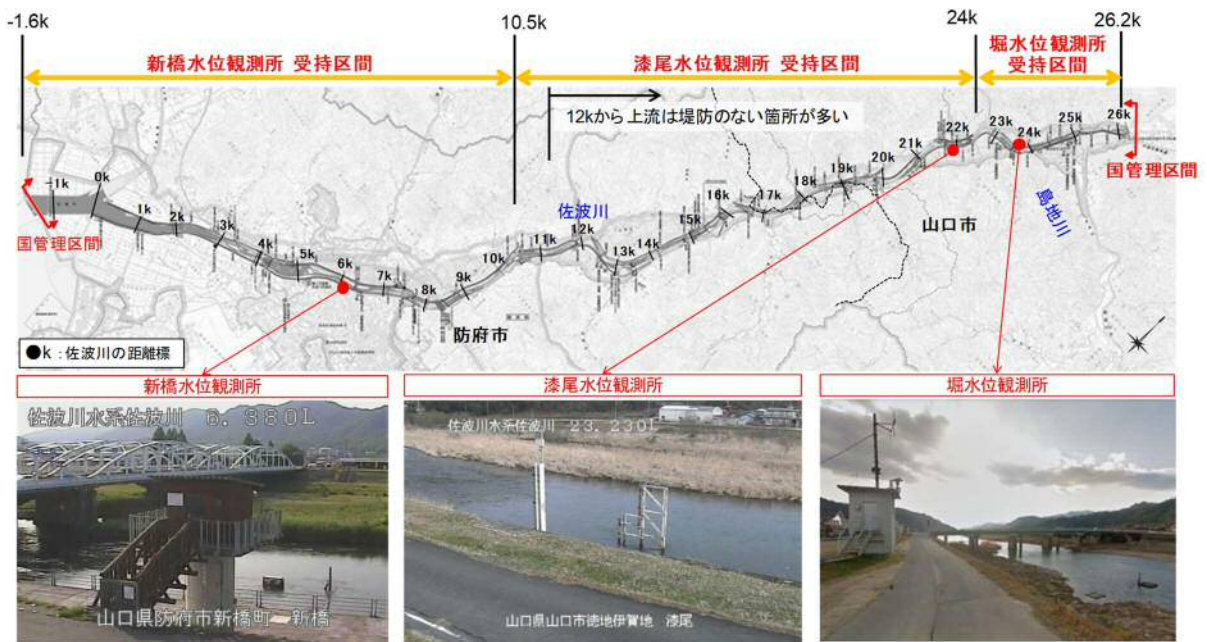 -1.6k
10.5k
24k
26.2k
新橋水位観測所 受持区間
漆尾水位観測所 受持区間
堀水位観測所
受持区間
12kから上流は堤防のない箇所が多い
-1k
0k
1k
2k
3k
4k
5k
6k
7k
8k
9k
10k
11k
12k
13k
14k
15k
16k
17k
18k
19k
20k
21k
22k
23k
24k
25k
26k
国管理区間
国管理区間
佐波川
島地川
山口市
防府市
●k :佐波川の距離標
新橋水位観測所
漆尾水位観測所
堀水位観測所
佐波川水系佐波川 6.380L
山口県防府市新橋町 新橋
佐波川水系佐波川 23.230L
山口県山口市徳地伊賀地 漆尾